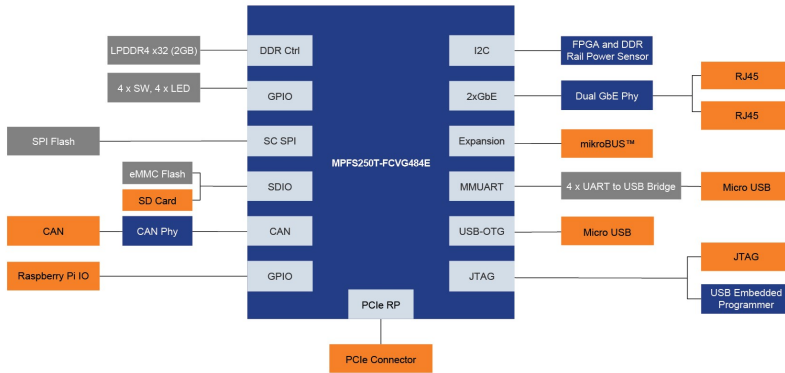 LPDDR4 x32 (2GB)
DDR Ctrl
4 x SW, 4 x LED
GPIO
SPI Flash
SC SPI
eMMC Flash
SD Card
SDIO
CAN
CAN Phy
CAN
Raspberry Pi IO
GPIO
MPFS250T-FCVG484E
PCIe RP
PCIe Connector
I2C
FPGA and DDR
Rail Power Sensor
2xGbE
Dual GbE Phy
RJ45
RJ45
Expansion
mikroBUS™
MMUART
4 x UART to USB Bridge
Micro USB
USB-OTG
Micro USB
JTAG
JTAG
USB Embedded
Programmer